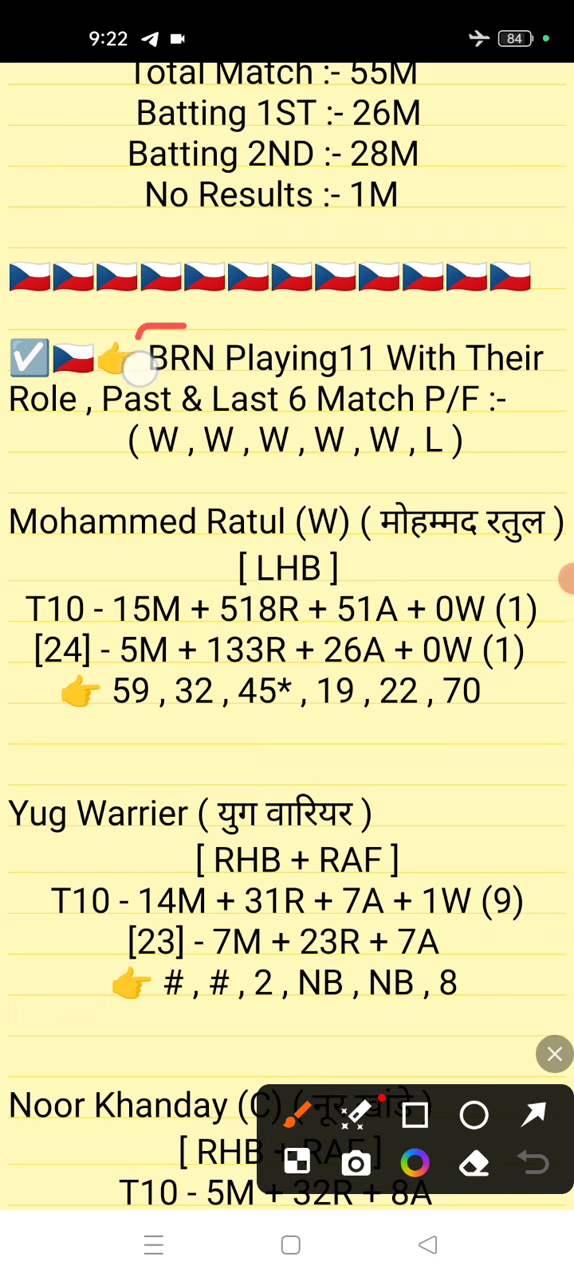 9:22 84
Total Match :- 55M
Batting 1ST :- 26M
Batting 2ND :- 28M
No Results :- 1M
🇨🇿🇨🇿🇨🇿🇨🇿🇨🇿🇨🇿🇨🇿🇨🇿🇨🇿🇨🇿🇨🇿🇨🇿
☑️🇨🇿👉 BRN Playing11 With Their
Role , Past & Last 6 Match P/F :-
( W , W , W , W , W , L )
Mohammed Ratul (W) ( मोहम्मद रतुल )
[ LHB ]
T10 - 15M + 518R + 51A + 0W (1)
[24] - 5M + 133R + 26A + 0W (1)
👉 59 , 32 , 45* , 19 , 22 , 70
Yug Warrier ( युग वारियर )
[ RHB + RAF ]
T10 - 14M + 31R + 7A + 1W (9)
[23] - 7M + 23R + 7A
👉 # , # , 2 , NB , NB , 8
Noor Khanday (C) ( नूर खांडे )
[ RHB + RAF ]
T10 - 5M + 32R + 8A